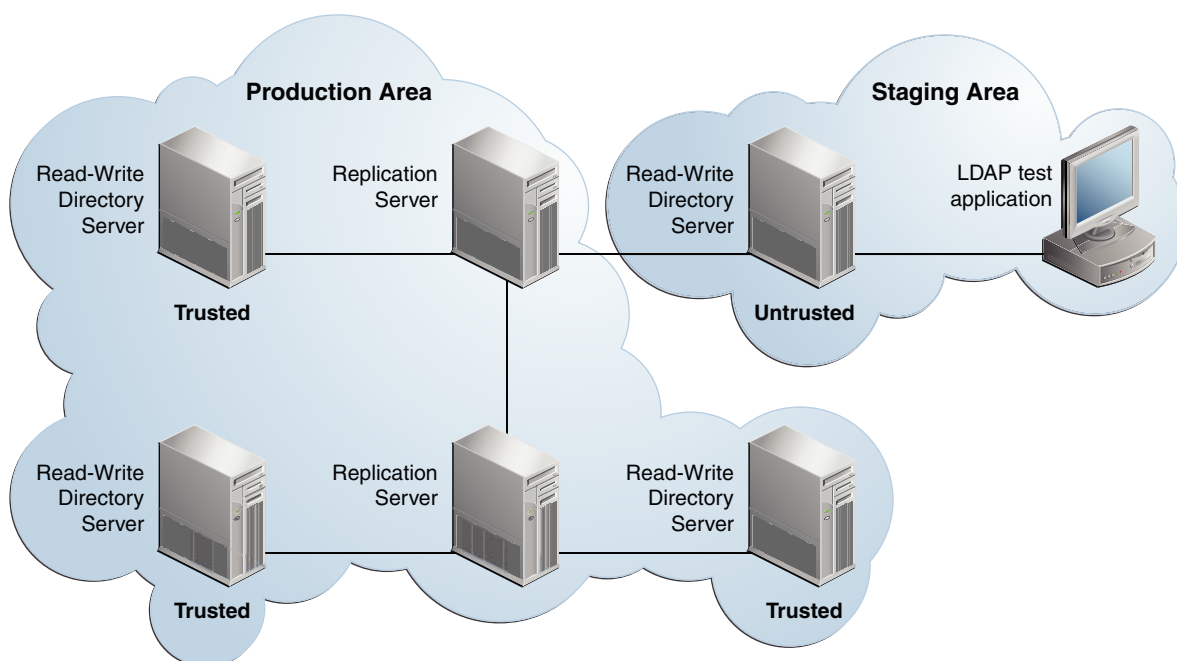 Production Area
Staging Area
Read-Write
Directory
Server
Replication
Server
Read-Write
Directory
Server
LDAP test
application
Trusted
Untrusted
Read-Write
Directory
Server
Replication
Server
Read-Write
Directory
Server
Trusted
Trusted